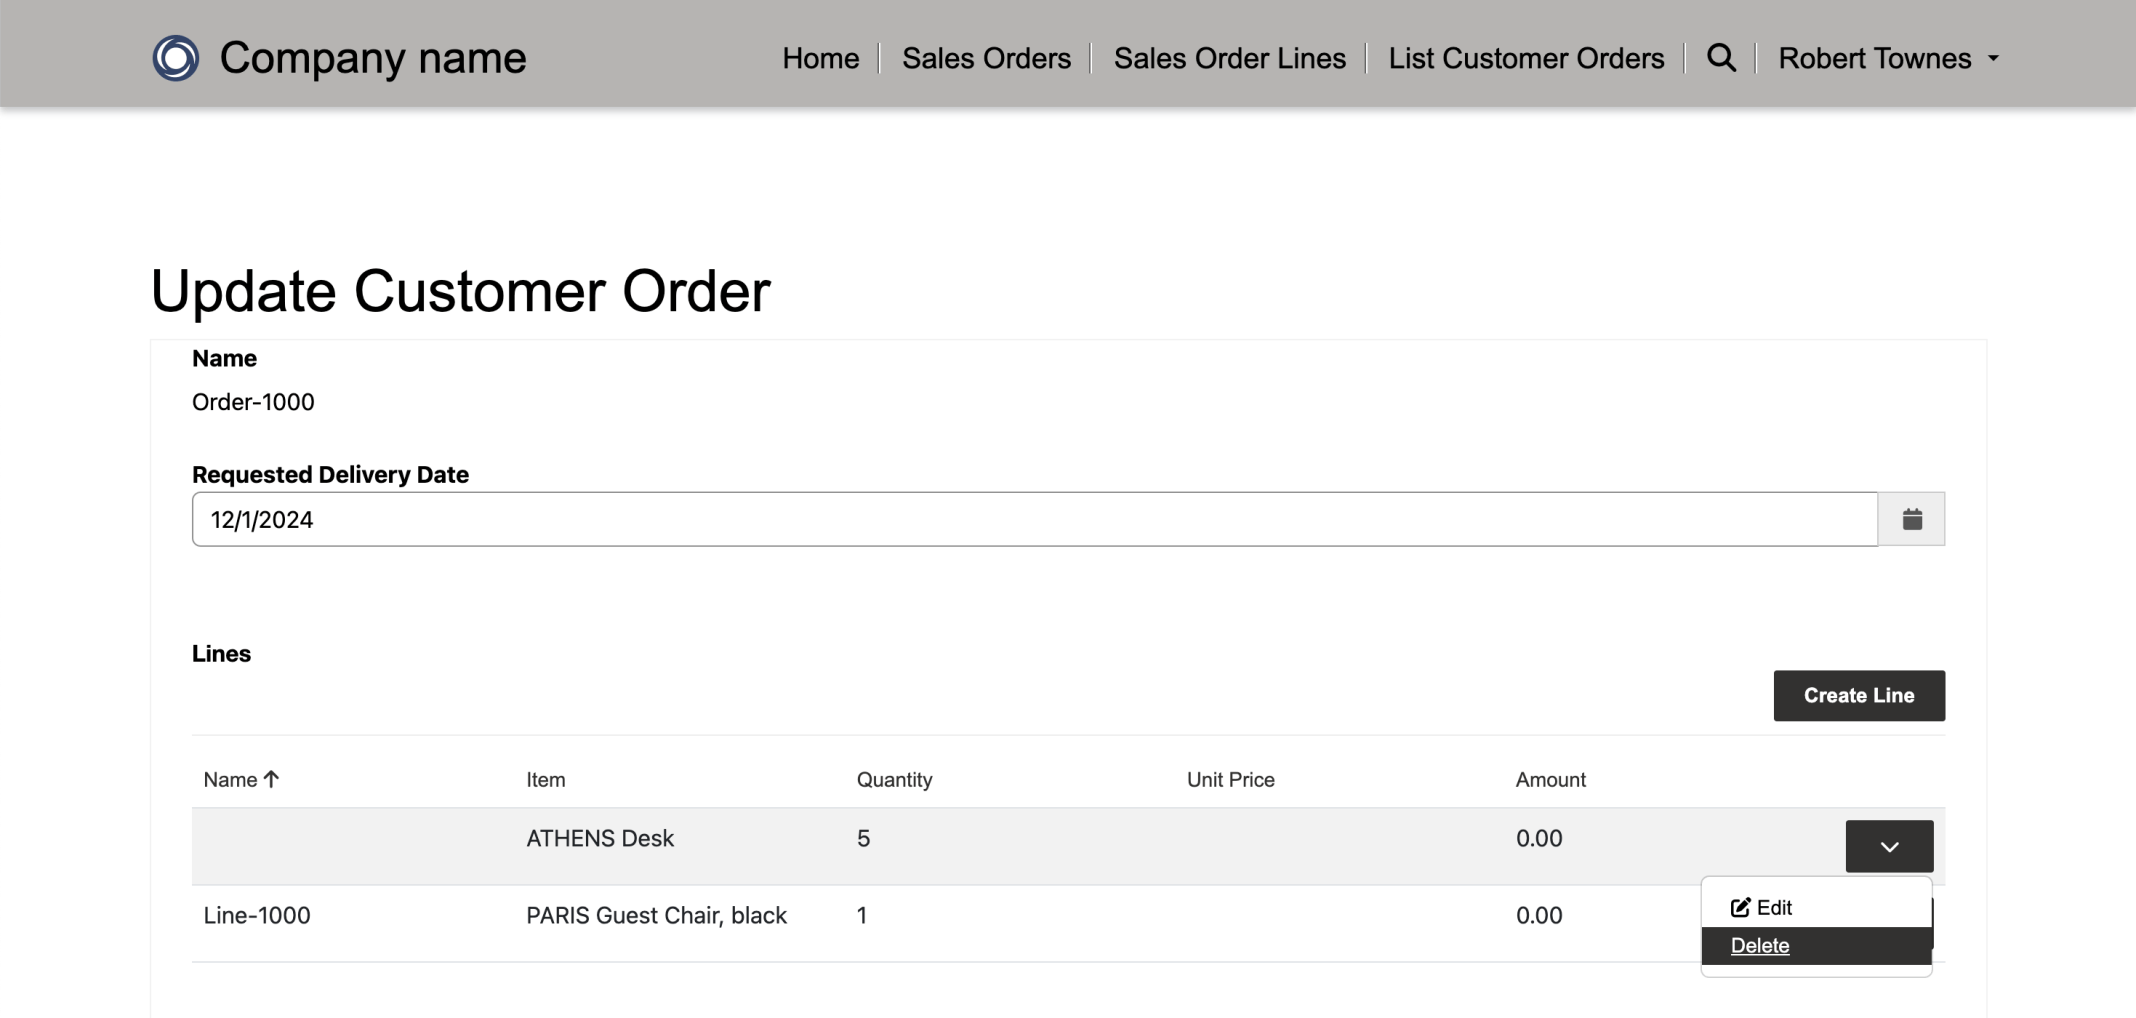 Company name
Home
Sales Orders
Sales Order Lines
List Customer Orders
Robert Townes
Update Customer Order
Name
Order-1000
Requested Delivery Date
12/1/2024
Lines
Create Line
Name Item Quantity Unit Price Amount
ATHENS Desk 5 0.00
Edit
Line-1000 PARIS Guest Chair, black 1 0.00
Delete